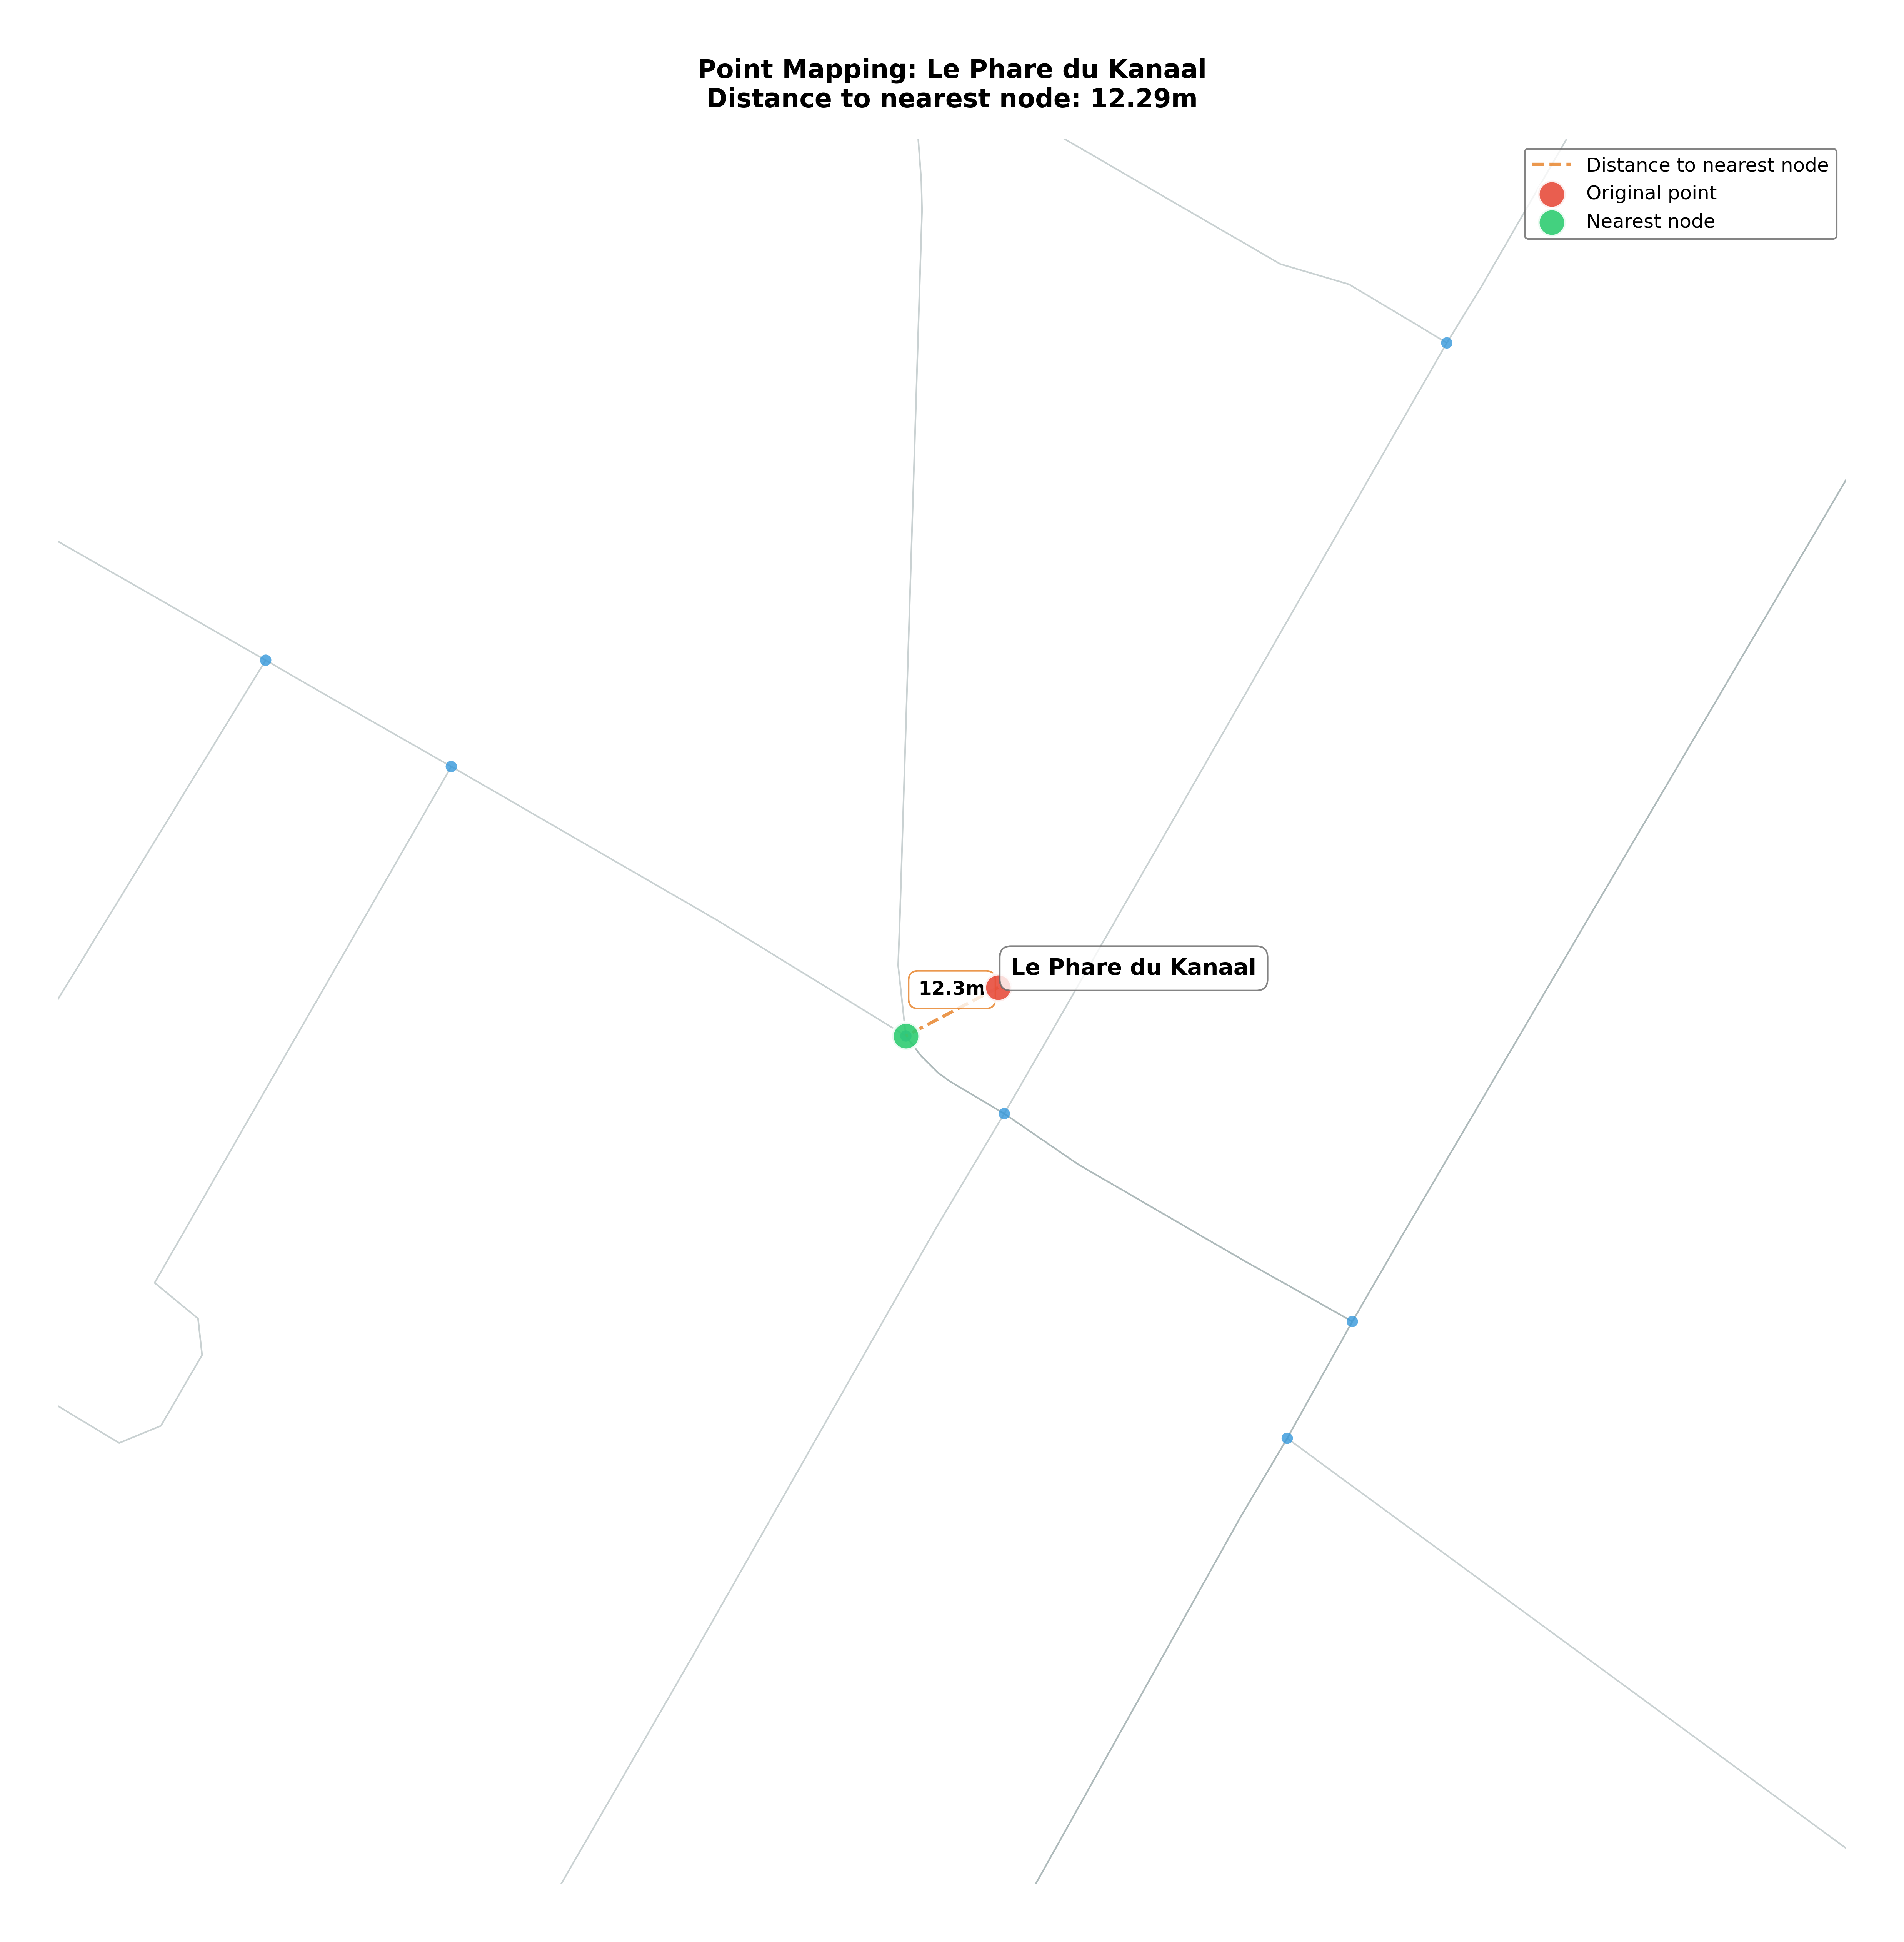 Point Mapping: Le Phare du Kanaal
Distance to nearest node: 12.29m
Distance to nearest node
Original point
Nearest node
Le Phare du Kanaal
12.3m